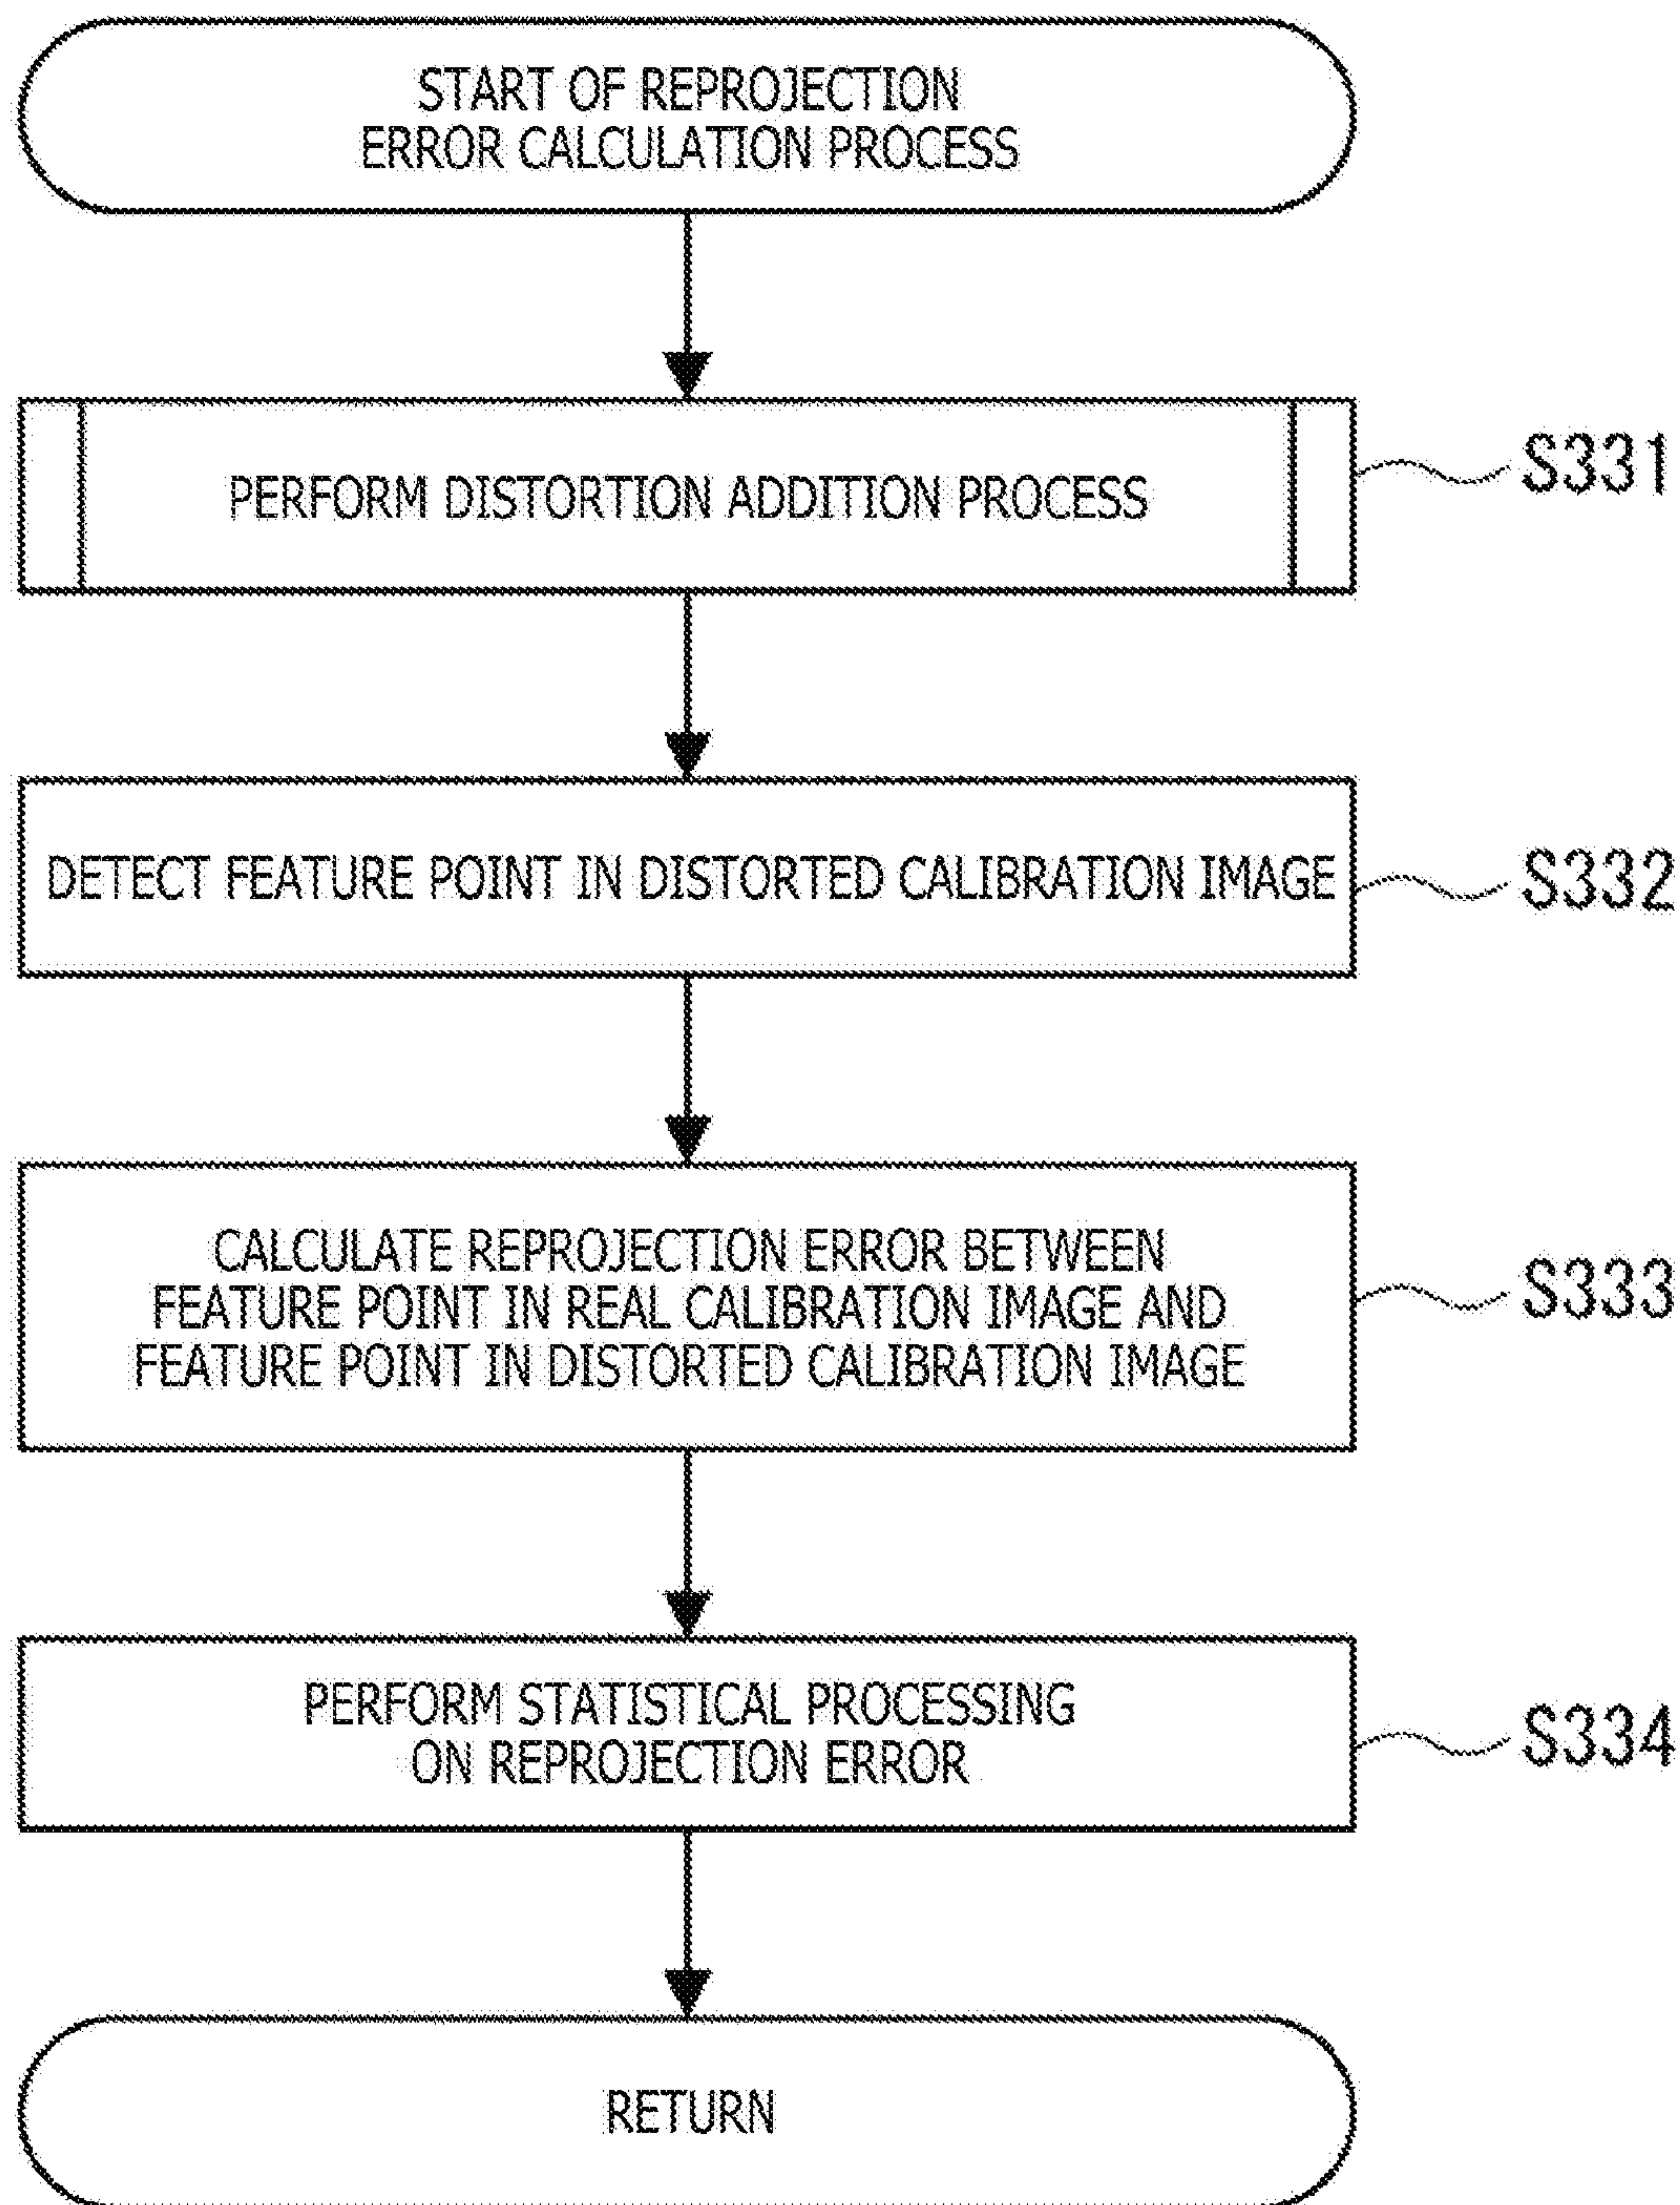 START OF REPROJECTION
ERROR CALCULATION PROCESS
PERFORM DISTORTION ADDITION PROCESS
S331
DETECT FEATURE POINT IN DISTORTED CALIBRATION IMAGE
S332
CALCULATE REPROJECTION ERROR BETWEEN
FEATURE POINT IN REAL CALIBRATION IMAGE AND
FEATURE POINT IN DISTORTED CALIBRATION IMAGE
S333
PERFORM STATISTICAL PROCESSING
ON REPROJECTION ERROR
S334
RETURN